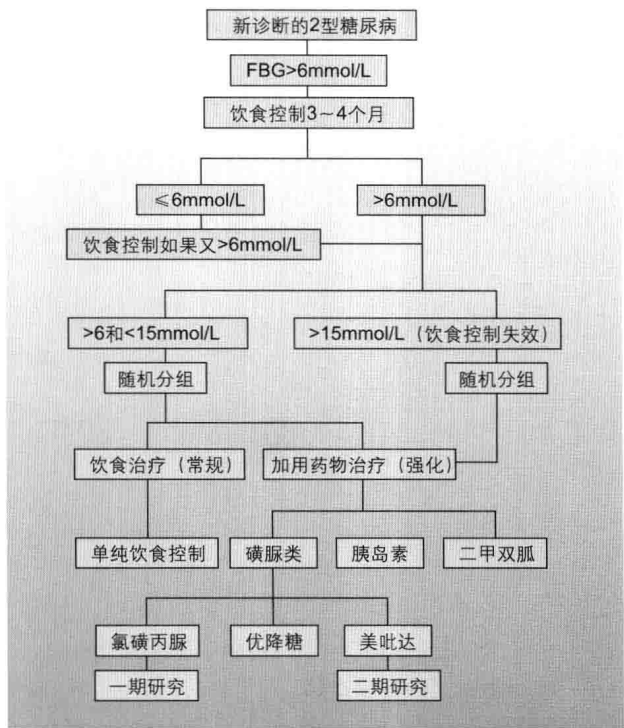 新诊断的2型糖尿病
FBG>6mmol/L
饮食控制3～4个月
≤6mmol/L
>6mmol/L
饮食控制如果又>6mmol/L
>6和<15mmol/L
>15mmol/L（饮食控制失效）
随机分组
随机分组
饮食治疗（常规）
加用药物治疗（强化）
单纯饮食控制
磺脲类
胰岛素
二甲双胍
氯磺丙脲
优降糖
美吡达
一期研究
二期研究